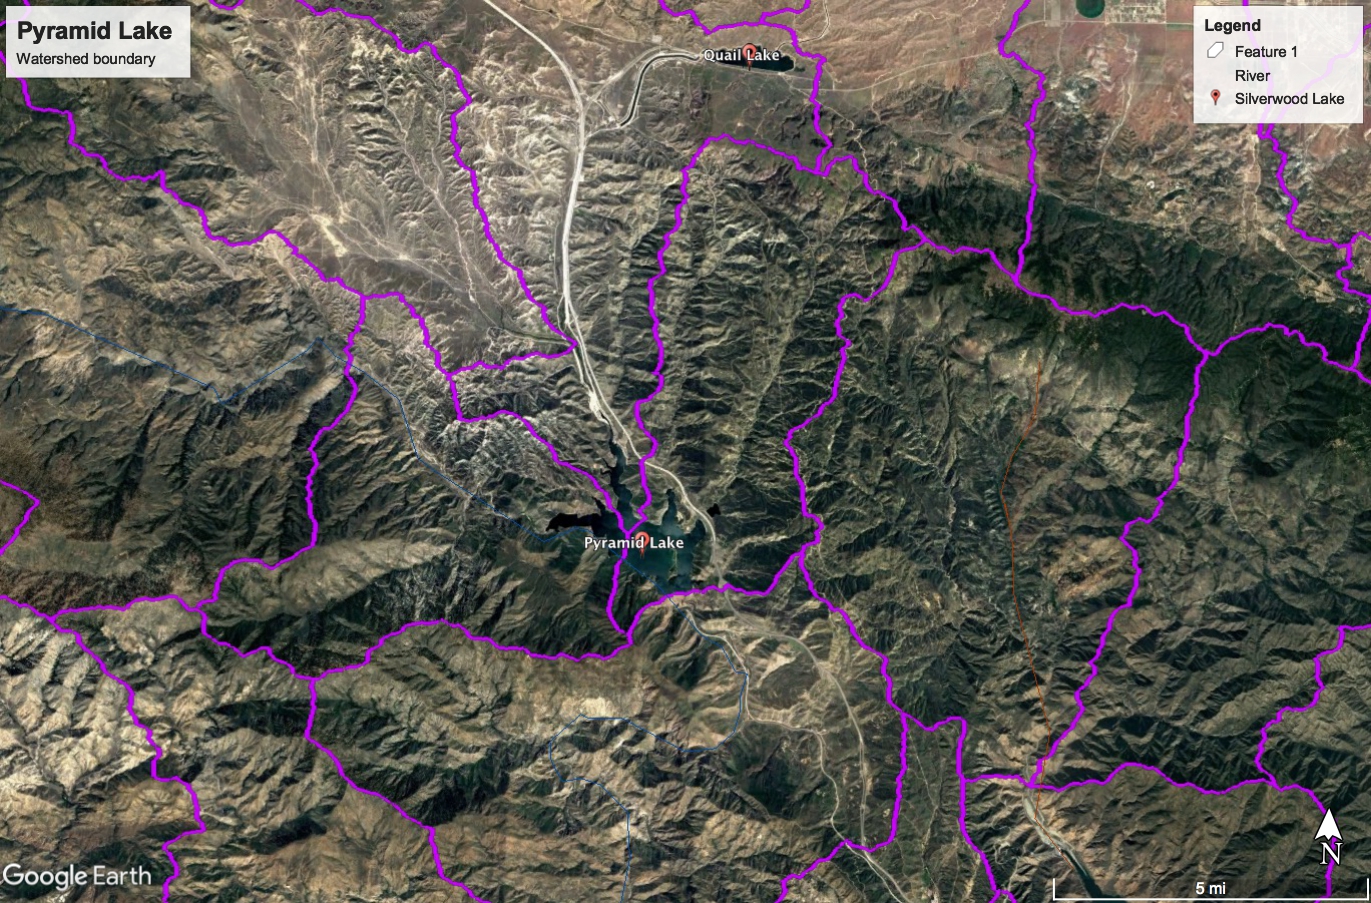 Pyramid Lake
Watershed boundary
Quail Lake
Legend
Feature 1
River
Silverwood Lake
Pyramid Lake
Google Earth
N
5 mi